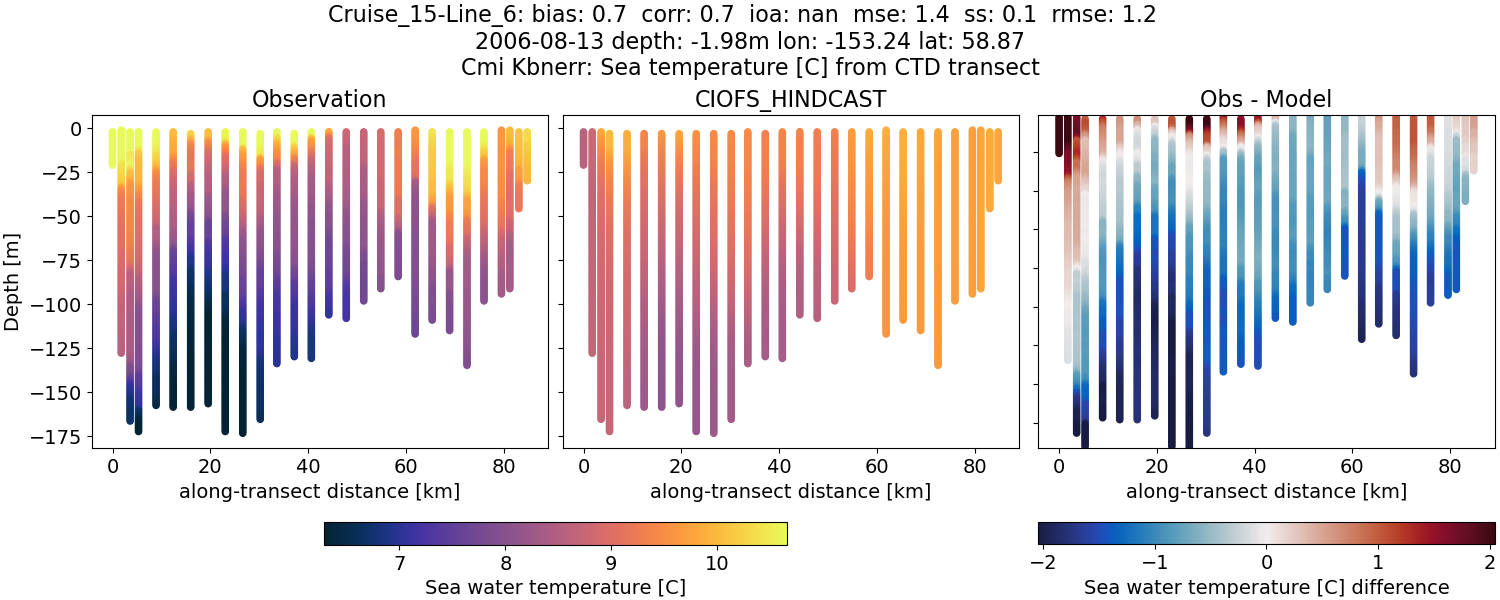 Cruise_15-Line_6: bias: 0.7  corr: 0.7  ioa: nan  mse: 1.4  ss: 0.1  rmse: 1.2
2006-08-13 depth: -1.98m lon: -153.24 lat: 58.87
Cmi Kbnerr: Sea temperature [C] from CTD transect
Observation
CIOFS_HINDCAST
Obs - Model
Depth [m]
0
−25
−50
−75
−100
−125
−150
−175
0 20 40 60 80
0 20 40 60 80
0 20 40 60 80
along-transect distance [km]
along-transect distance [km]
along-transect distance [km]
7 8 9 10
Sea water temperature [C]
−2 −1 0 1 2
Sea water temperature [C] difference